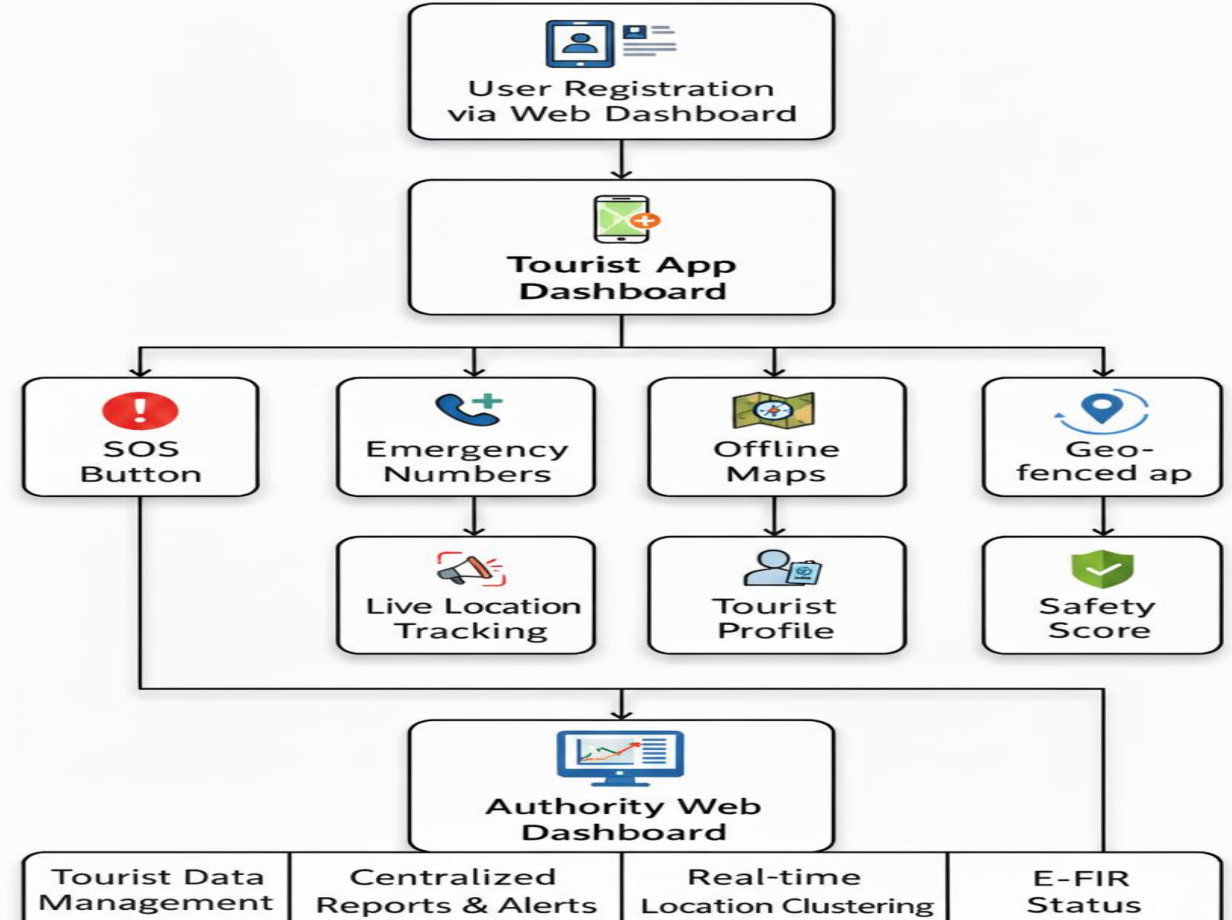 User Registration
via Web Dashboard
Tourist App
Dashboard
SOS
Button
Emergency
Numbers
Offline
Maps
Geo-
fenced ap
Live Location
Tracking
Tourist
Profile
Safety
Score
Authority Web
Dashboard
Tourist Data
Management
Centralized
Reports & Alerts
Real-time
Location Clustering
E-FIR
Status